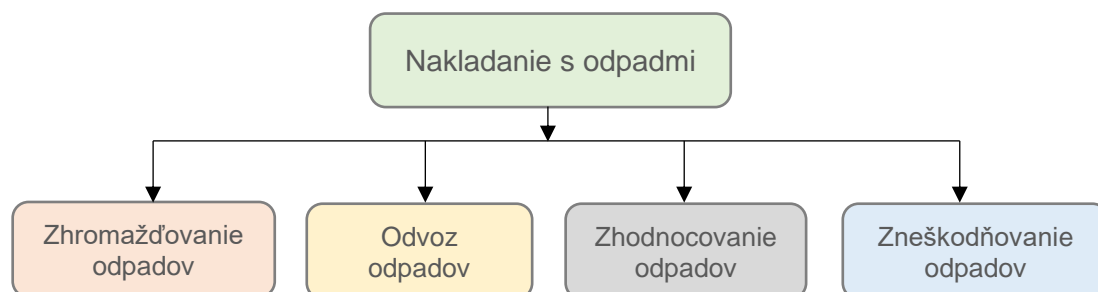 Nakladanie s odpadmi
Zhromažďovanie
odpadov
Odvoz
odpadov
Zhodnocovanie
odpadov
Zneškodňovanie
odpadov